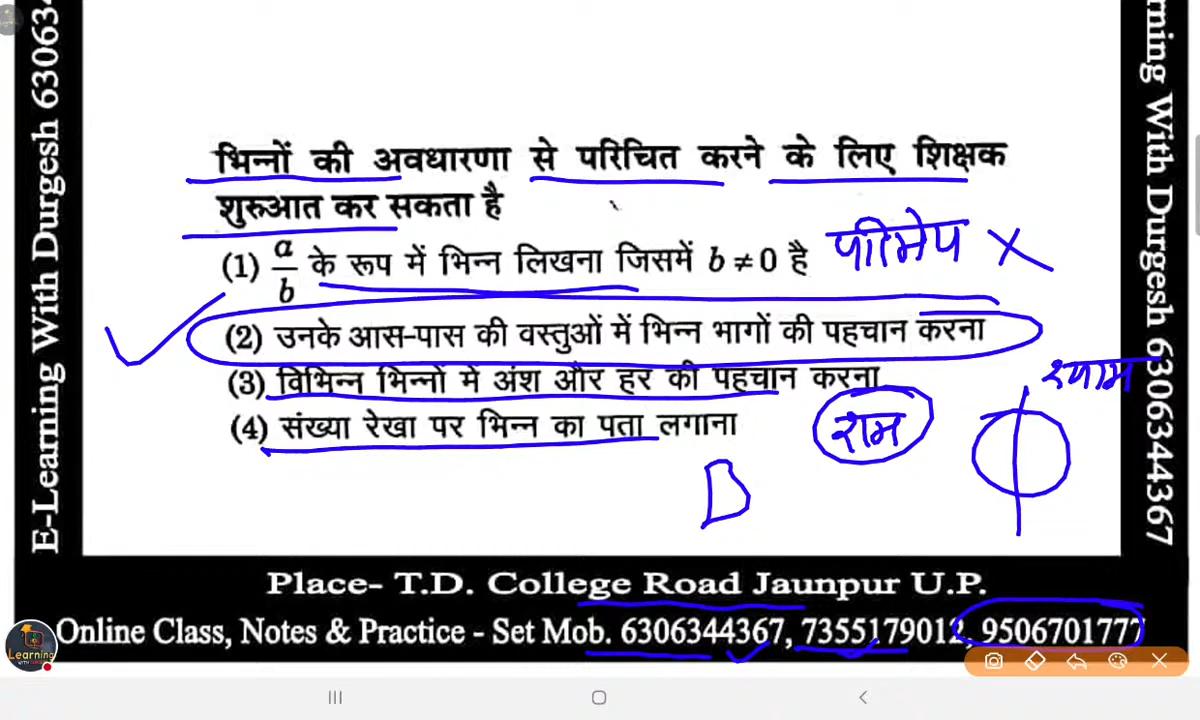 भिन्नों की अवधारणा से परिचित करने के लिए शिक्षक
शुरुआत कर सकता है
(1) a/b के रूप में भिन्न लिखना जिसमें b ≠ 0 है
(2) उनके आस-पास की वस्तुओं में भिन्न भागों की पहचान करना
(3) विभिन्न भिन्नों में अंश और हर की पहचान करना
(4) संख्या रेखा पर भिन्न का पता लगाना
राम
श्याम
D
E-Learning With Durgesh 63063
rning With Durgesh 6306344367
Place- T.D. College Road Jaunpur U.P.
Online Class, Notes & Practice - Set Mob. 6306344367, 7355179012, 9506701777
Learning